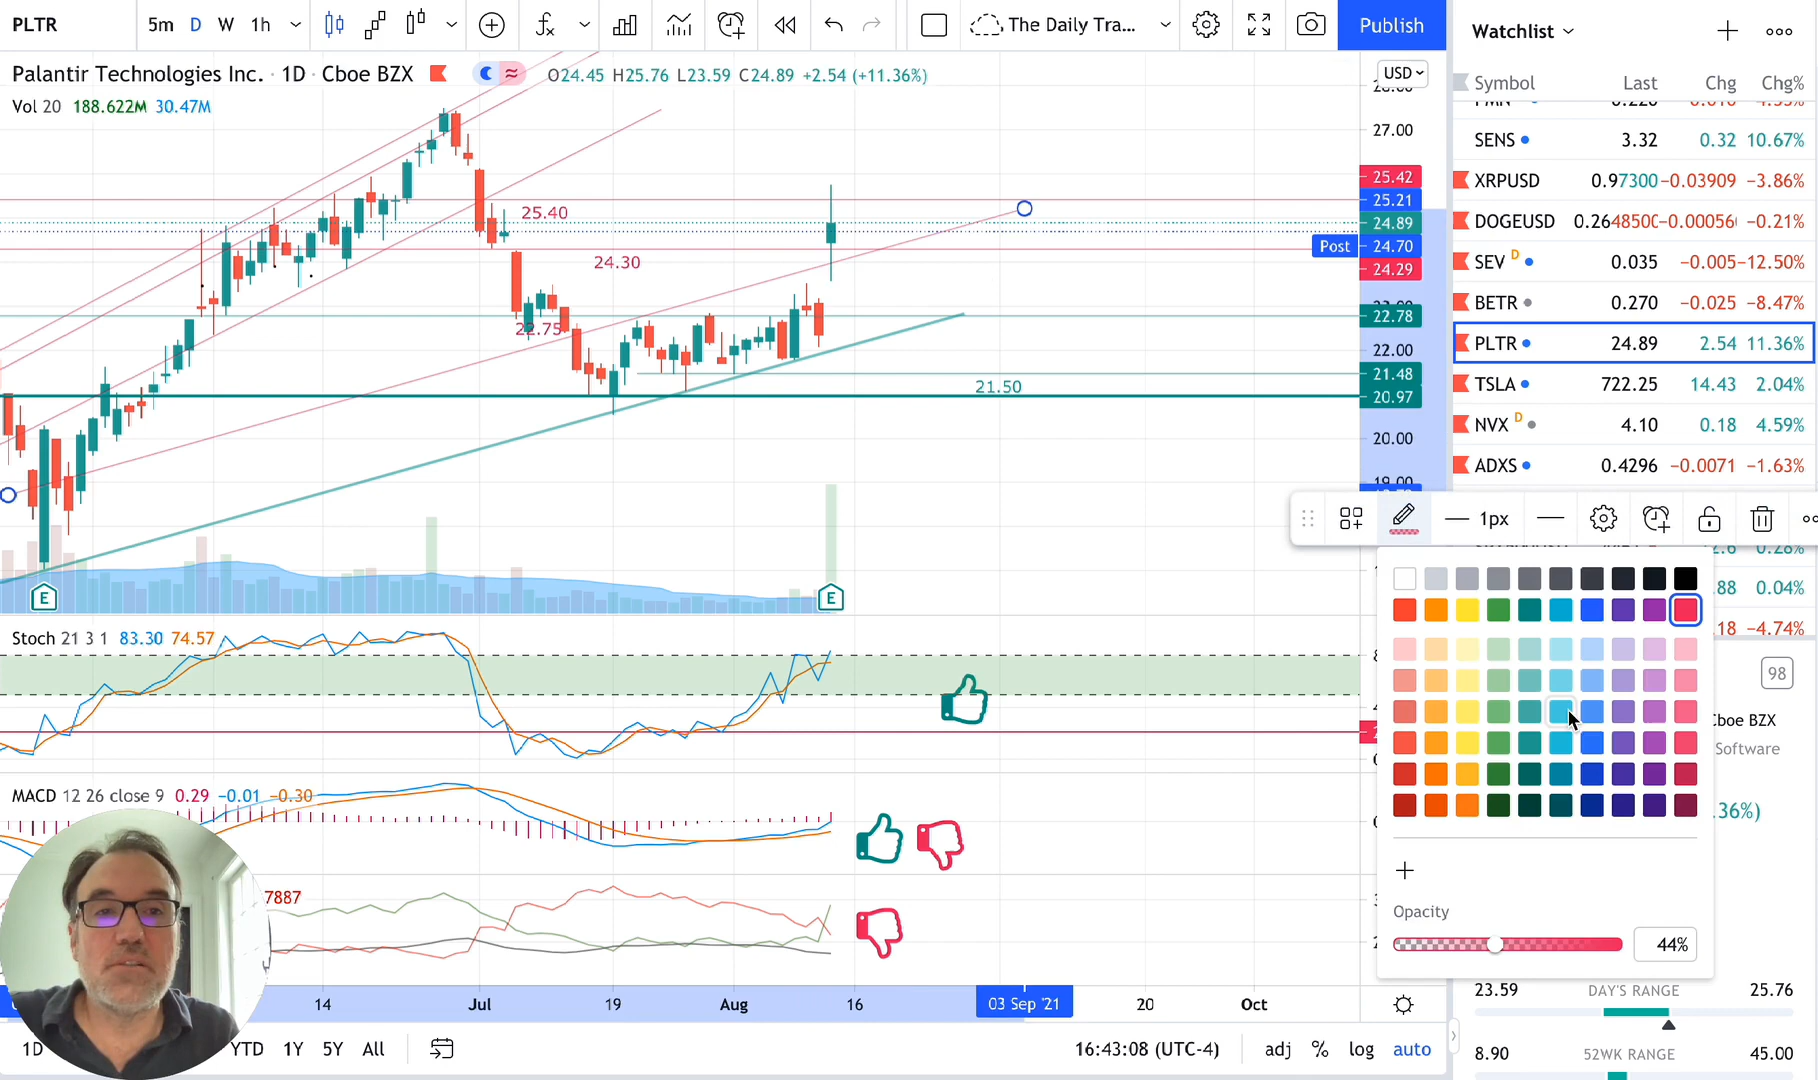 PLTR
5m D W 1h
The Daily Tra...
Publish
Watchlist
Palantir Technologies Inc. · 1D · Cboe BZX
O24.45 H25.76 L23.59 C24.89 +2.54 (+11.36%)
USD
Vol 20 188.622M 30.47M
Symbol Last Chg Chg%
SENS 3.32 0.32 10.67%
XRPUSD 0.97300 −0.03909 −3.86%
DOGEUSD 0.264850 −0.00056 −0.21%
SEV D 0.035 −0.005 −12.50%
BETR 0.270 −0.025 −8.47%
PLTR 24.89 2.54 11.36%
TSLA 722.25 14.43 2.04%
NVX D 4.10 0.18 4.59%
ADXS 0.4296 −0.0071 −1.63%
27.00
25.42
25.21
24.89
Post 24.70
24.29
22.78
22.00
21.48
20.97
20.00
19.00
25.40
24.30
22.75
21.50
E
E
1px
0.28%
.88 0.04%
.18 −4.74%
98
Cboe BZX
Software
.36%)
Stoch 21 3 1 83.30 74.57
MACD 12 26 close 9 0.29 −0.01 −0.30
7887
Opacity
44%
14 Jul 19 Aug 16 03 Sep '21 20 Oct
23.59 DAY'S RANGE 25.76
8.90 52WK RANGE 45.00
1D YTD 1Y 5Y All
16:43:08 (UTC-4) adj % log auto